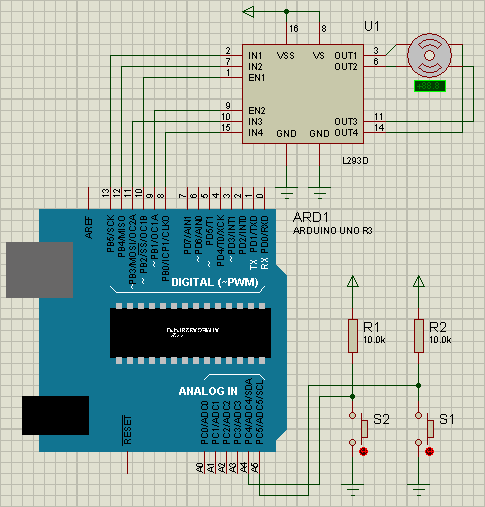 U1
16
8
2
7
1
9
10
15
IN1
IN2
EN1
EN2
IN3
IN4
VSS
VS
OUT1
OUT2
OUT3
OUT4
GND
GND
3
6
11
14
+88.8
L293D
13
12
11
10
9
8
7
6
5
4
3
2
1
0
AREF
PB5/SCK
PB4/MISO
~PB3/MOSI/OC2A
~PB2/SS/OC1B
~PB1/OC1A
PB0/ICP1/CLKO
PD7/AIN1
~PD6/AIN0
~PD5/T1
PD4/T0/XCK
~PD3/INT1
PD2/INT0
TX PD1/TXD
RX PD0/RXD
ARD1
ARDUINO UNO R3
DIGITAL (~PWM)
ANALOG IN
RESET
PC0/ADC0
PC1/ADC1
PC2/ADC2
PC3/ADC3
PC4/ADC4/SDA
PC5/ADC5/SCL
A0
A1
A2
A3
A4
A5
R1
10.0k
R2
10.0k
S2
S1